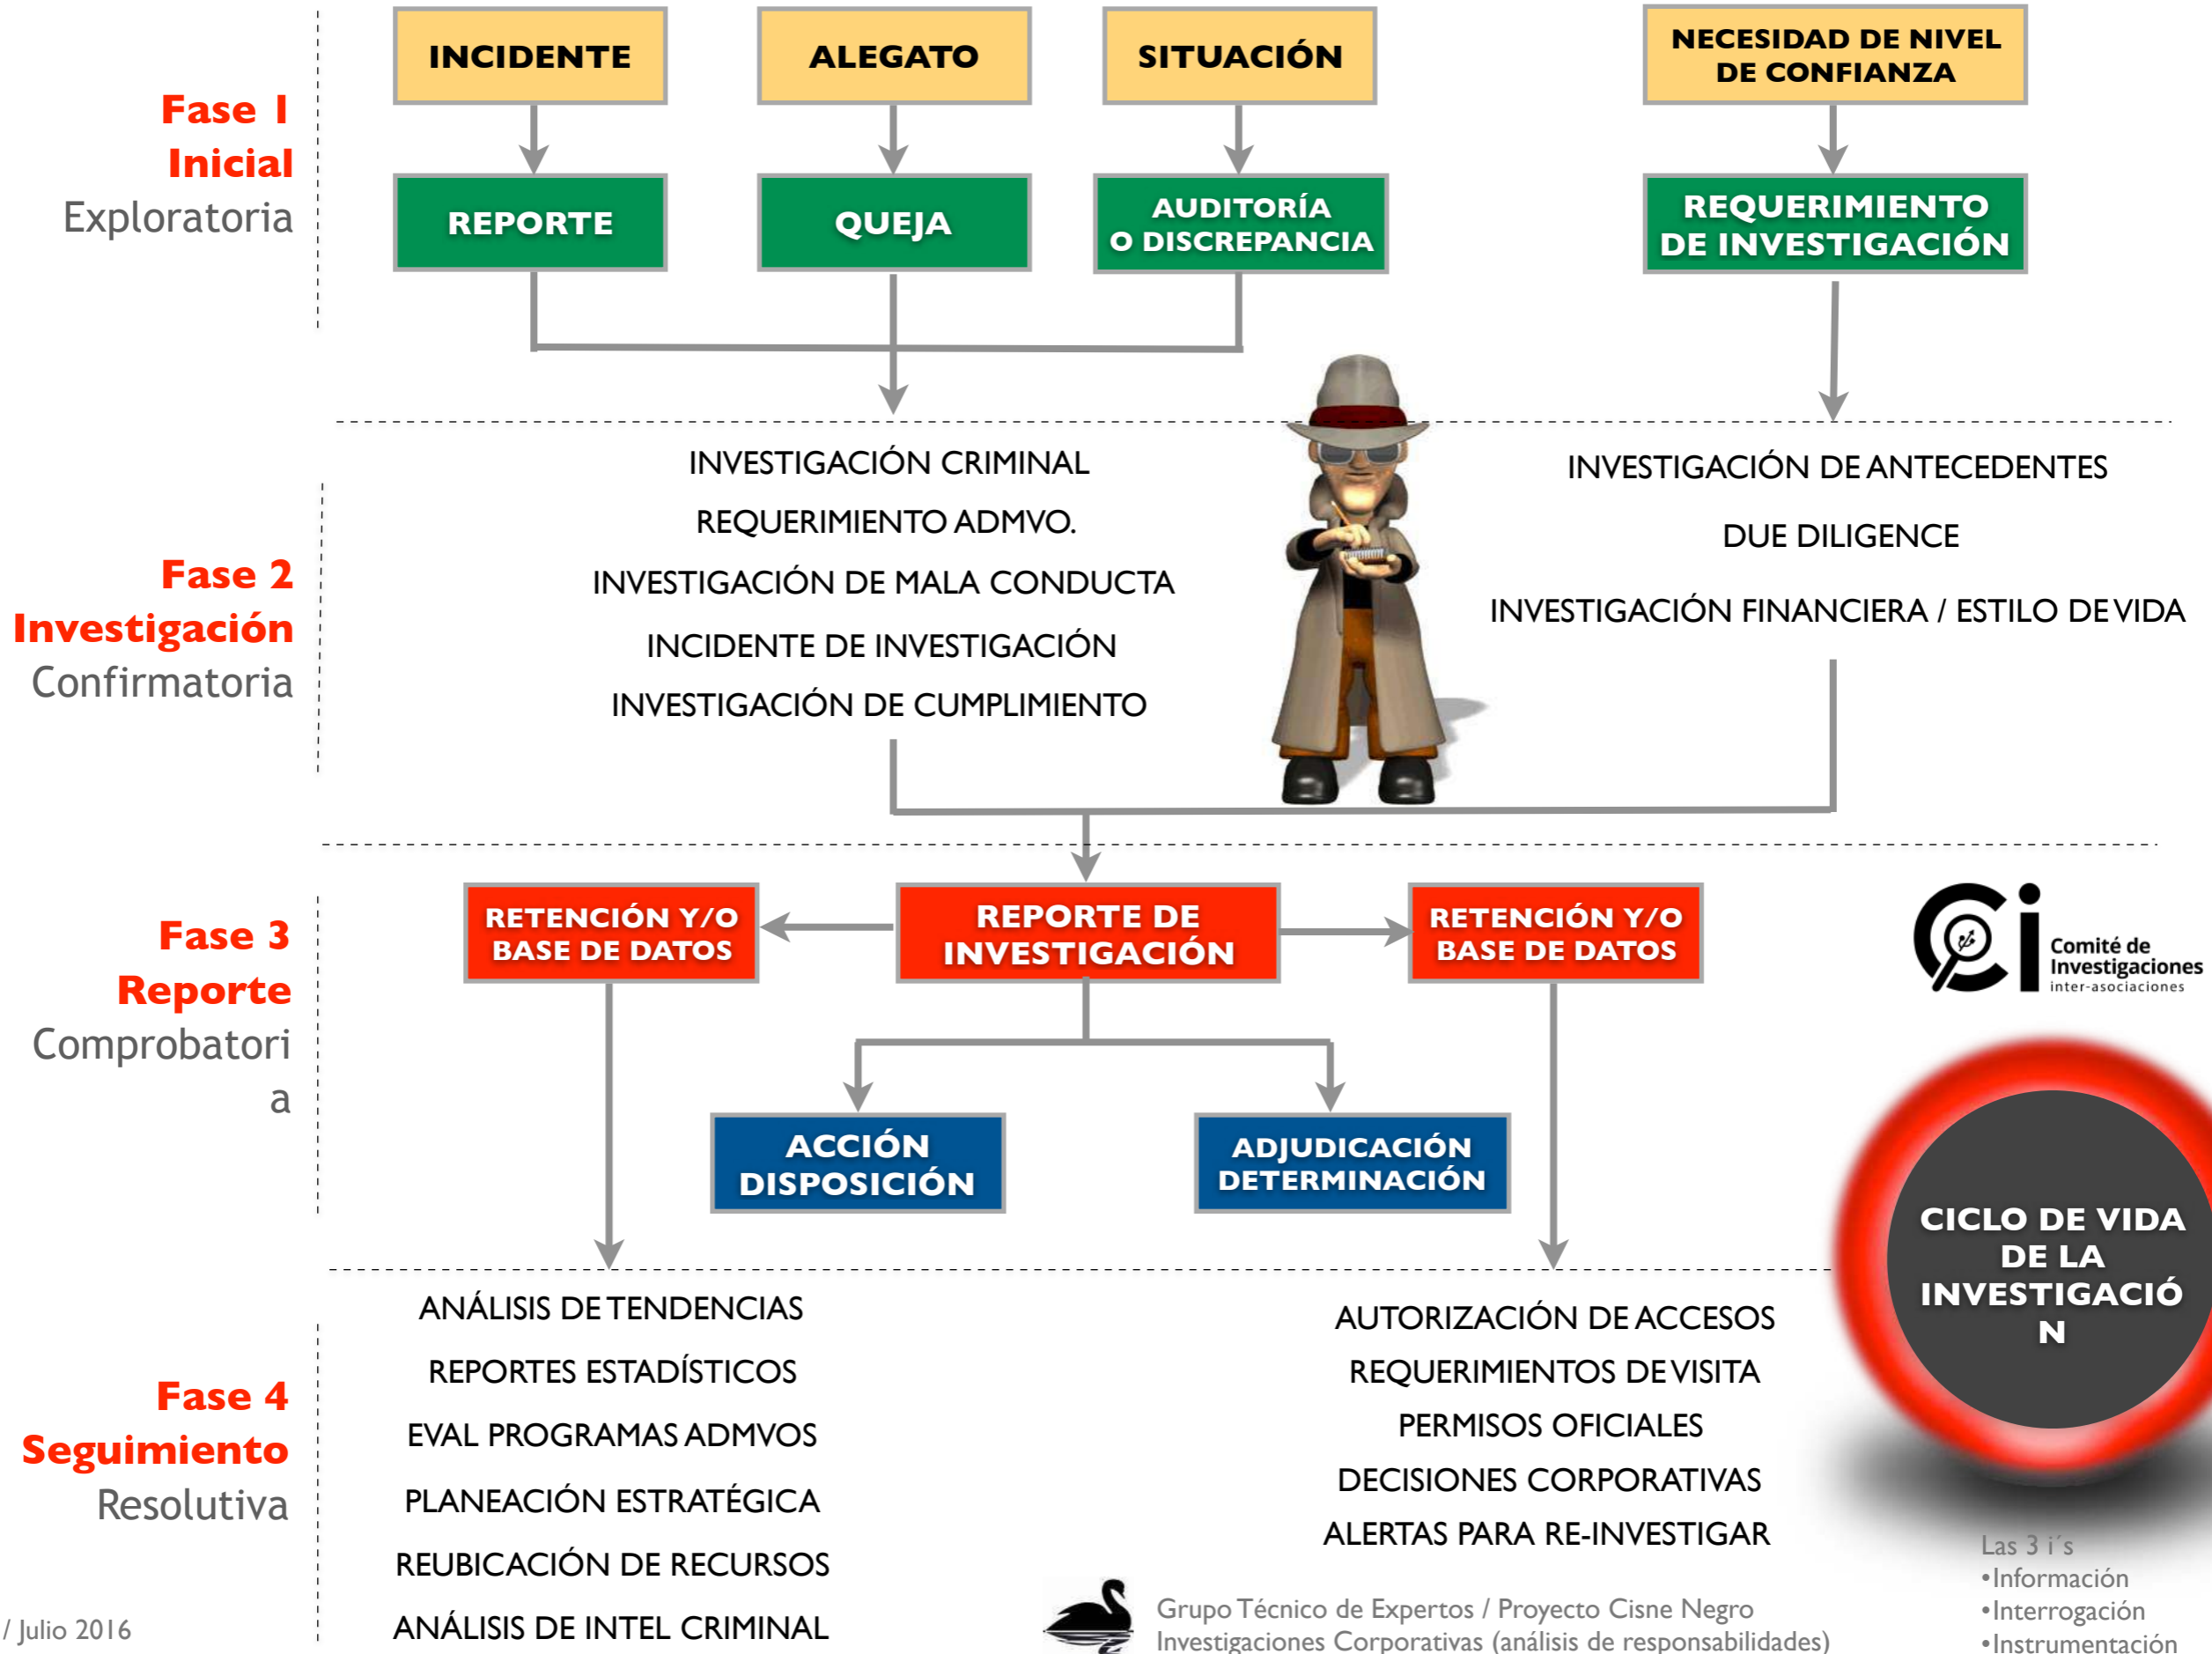 INCIDENTE
ALEGATO
SITUACIÓN
NECESIDAD DE NIVEL
DE CONFIANZA
Fase 1
Inicial
Exploratoria
REPORTE
QUEJA
AUDITORÍA
O DISCREPANCIA
REQUERIMIENTO
DE INVESTIGACIÓN
Fase 2
Investigación
Confirmatoria
INVESTIGACIÓN CRIMINAL
REQUERIMIENTO ADMVO.
INVESTIGACIÓN DE MALA CONDUCTA
INCIDENTE DE INVESTIGACIÓN
INVESTIGACIÓN DE CUMPLIMIENTO
INVESTIGACIÓN DE ANTECEDENTES
DUE DILIGENCE
INVESTIGACIÓN FINANCIERA / ESTILO DE VIDA
Fase 3
Reporte
Comprobatori
a
RETENCIÓN Y/O
BASE DE DATOS
REPORTE DE
INVESTIGACIÓN
RETENCIÓN Y/O
BASE DE DATOS
Ci
Comité de
Investigaciones
inter-asociaciones
ACCIÓN
DISPOSICIÓN
ADJUDICACIÓN
DETERMINACIÓN
CICLO DE VIDA
DE LA
INVESTIGACIÓ
N
Fase 4
Seguimiento
Resolutiva
ANÁLISIS DE TENDENCIAS
REPORTES ESTADÍSTICOS
EVAL PROGRAMAS ADMVOS
PLANEACIÓN ESTRATÉGICA
REUBICACIÓN DE RECURSOS
ANÁLISIS DE INTEL CRIMINAL
AUTORIZACIÓN DE ACCESOS
REQUERIMIENTOS DE VISITA
PERMISOS OFICIALES
DECISIONES CORPORATIVAS
ALERTAS PARA RE-INVESTIGAR
Las 3 i´s
•Información
•Interrogación
•Instrumentación
/ Julio 2016
Grupo Técnico de Expertos / Proyecto Cisne Negro
Investigaciones Corporativas (análisis de responsabilidades)